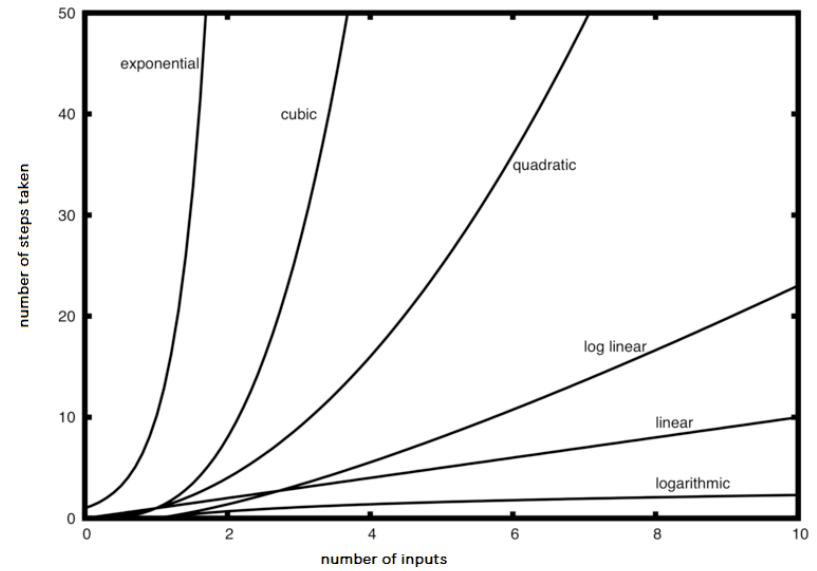 50
exponential
cubic
40
quadratic
30
number of steps taken
20
log linear
10
linear
logarithmic
0
0 2 4 6 8 10
number of inputs